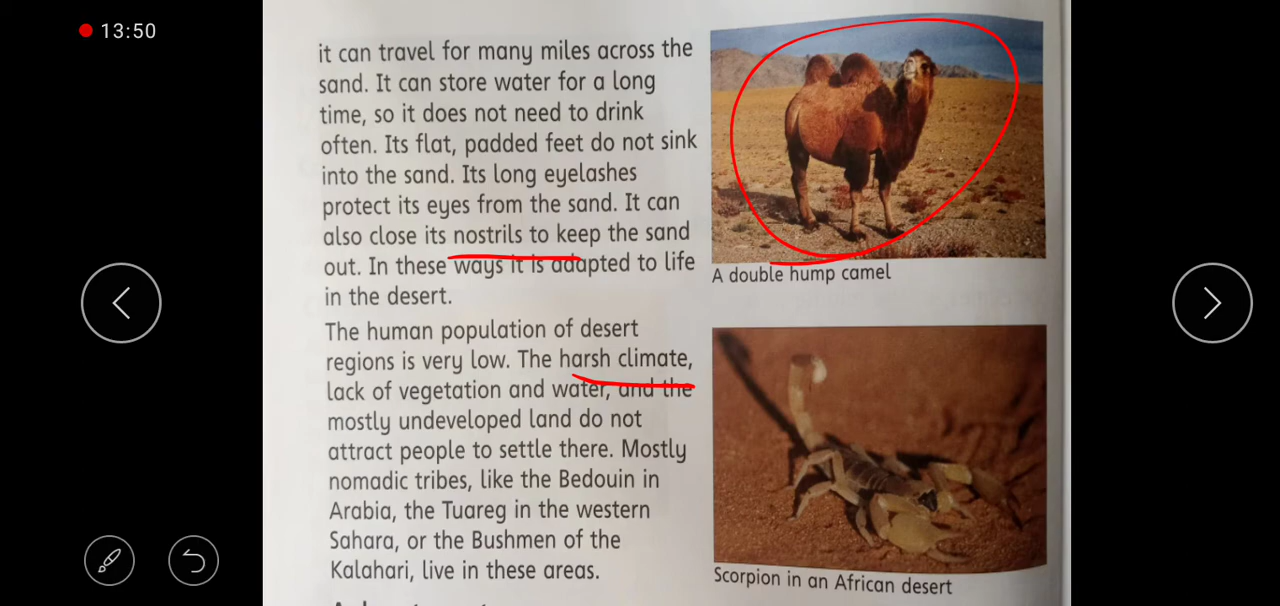 13:50
it can travel for many miles across the
sand. It can store water for a long
time, so it does not need to drink
often. Its flat, padded feet do not sink
into the sand. Its long eyelashes
protect its eyes from the sand. It can
also close its nostrils to keep the sand
out. In these ways it is adapted to life
in the desert.
The human population of desert
regions is very low. The harsh climate,
lack of vegetation and water, and the
mostly undeveloped land do not
attract people to settle there. Mostly
nomadic tribes, like the Bedouin in
Arabia, the Tuareg in the western
Sahara, or the Bushmen of the
Kalahari, live in these areas.
A double hump camel
Scorpion in an African desert